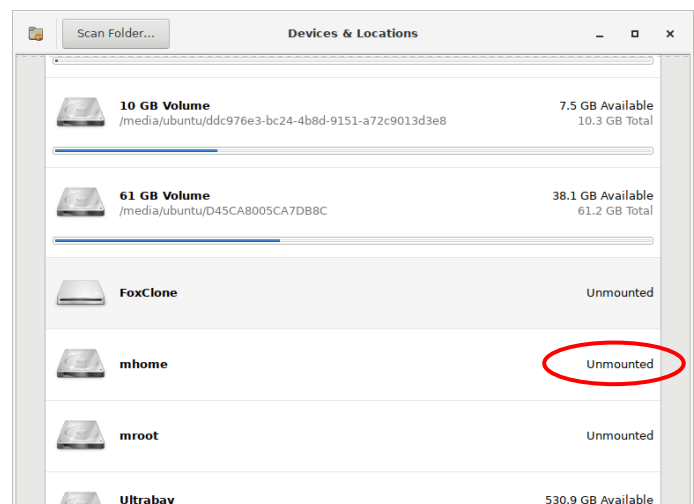 Scan Folder...
Devices & Locations
10 GB Volume
7.5 GB Available
/media/ubuntu/ddc976e3-bc24-4b8d-9151-a72c9013d3e8
10.3 GB Total
61 GB Volume
38.1 GB Available
/media/ubuntu/D45CA8005CA7DB8C
61.2 GB Total
FoxClone
Unmounted
mhome
Unmounted
mroot
Unmounted
Ultrabay
530.9 GB Available